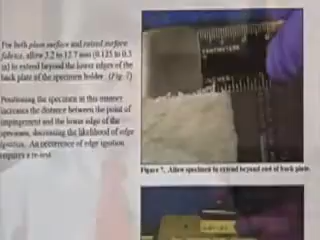 For both plain surface and raised surface
fabrics, allow 3.2 to 12.7 mm (0.125 to 0.5
in) to extend beyond the lower edges of the
back plate of the specimen holder. (Fig. 7)
Positioning the specimen in this manner
increases the distance between the point of
impingement and the lower edge of the
specimen, decreasing the likelihood of edge
ignition. An occurrence of edge ignition
requires a re-test.
CENTIMETERS
INCHES
Figure 7. Allow specimen to extend beyond end of back plate.